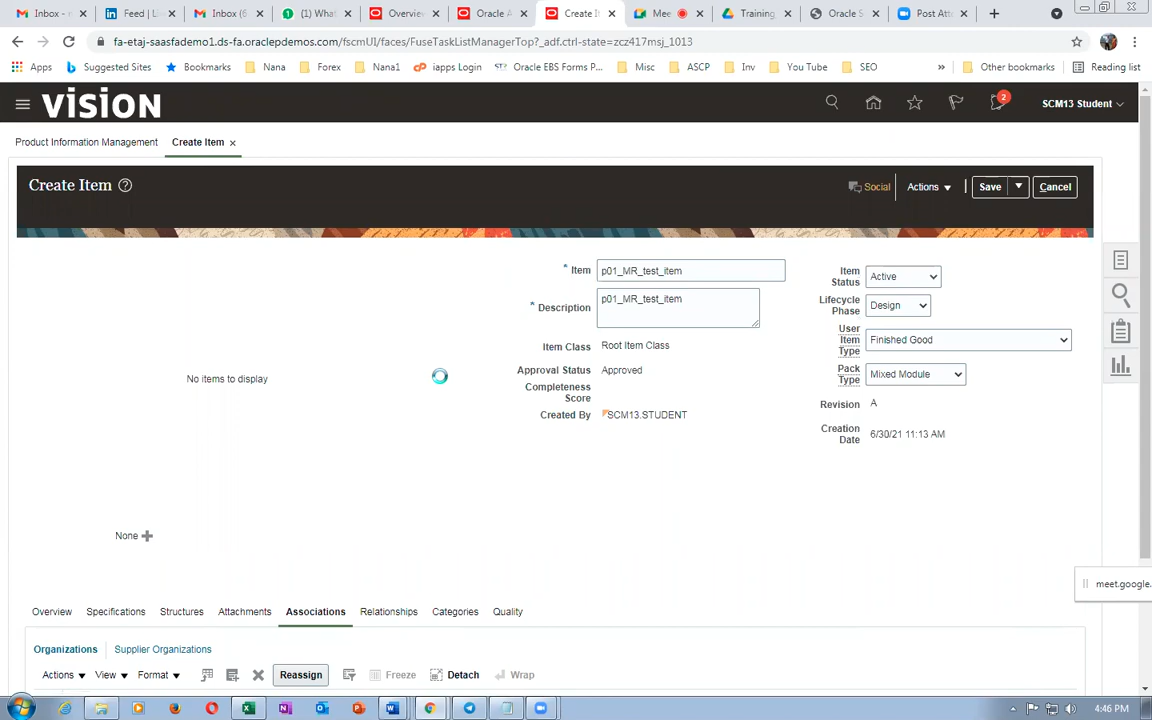 Inbox -
Feed | Li
Inbox (6
(1) What
Overview
Oracle A
Create It
Mee
Training
Oracle S
Post Att
fa-etaj-saasfademo1.ds-fa.oraclepdemos.com/fscmUI/faces/FuseTaskListManagerTop?_adf.ctrl-state=zcz417msj_1013
Apps
Suggested Sites
Bookmarks
Nana
Forex
Nana1
iapps Login
Oracle EBS Forms P...
Misc
ASCP
Inv
You Tube
SEO
»
Other bookmarks
Reading list
VISION
2
SCM13 Student
Product Information Management
Create Item
Create Item
Social
Actions
Save
Cancel
* Item p01_MR_test_item
* Description p01_MR_test_item
Item Class Root Item Class
Approval Status Approved
Completeness Score
Created By SCM13.STUDENT
Item Status Active
Lifecycle Phase Design
User Item Type Finished Good
Pack Type Mixed Module
Revision A
Creation Date 6/30/21 11:13 AM
No items to display
None
Overview
Specifications
Structures
Attachments
Associations
Relationships
Categories
Quality
meet.google.
Organizations
Supplier Organizations
Actions
View
Format
Reassign
Freeze
Detach
Wrap
4:46 PM